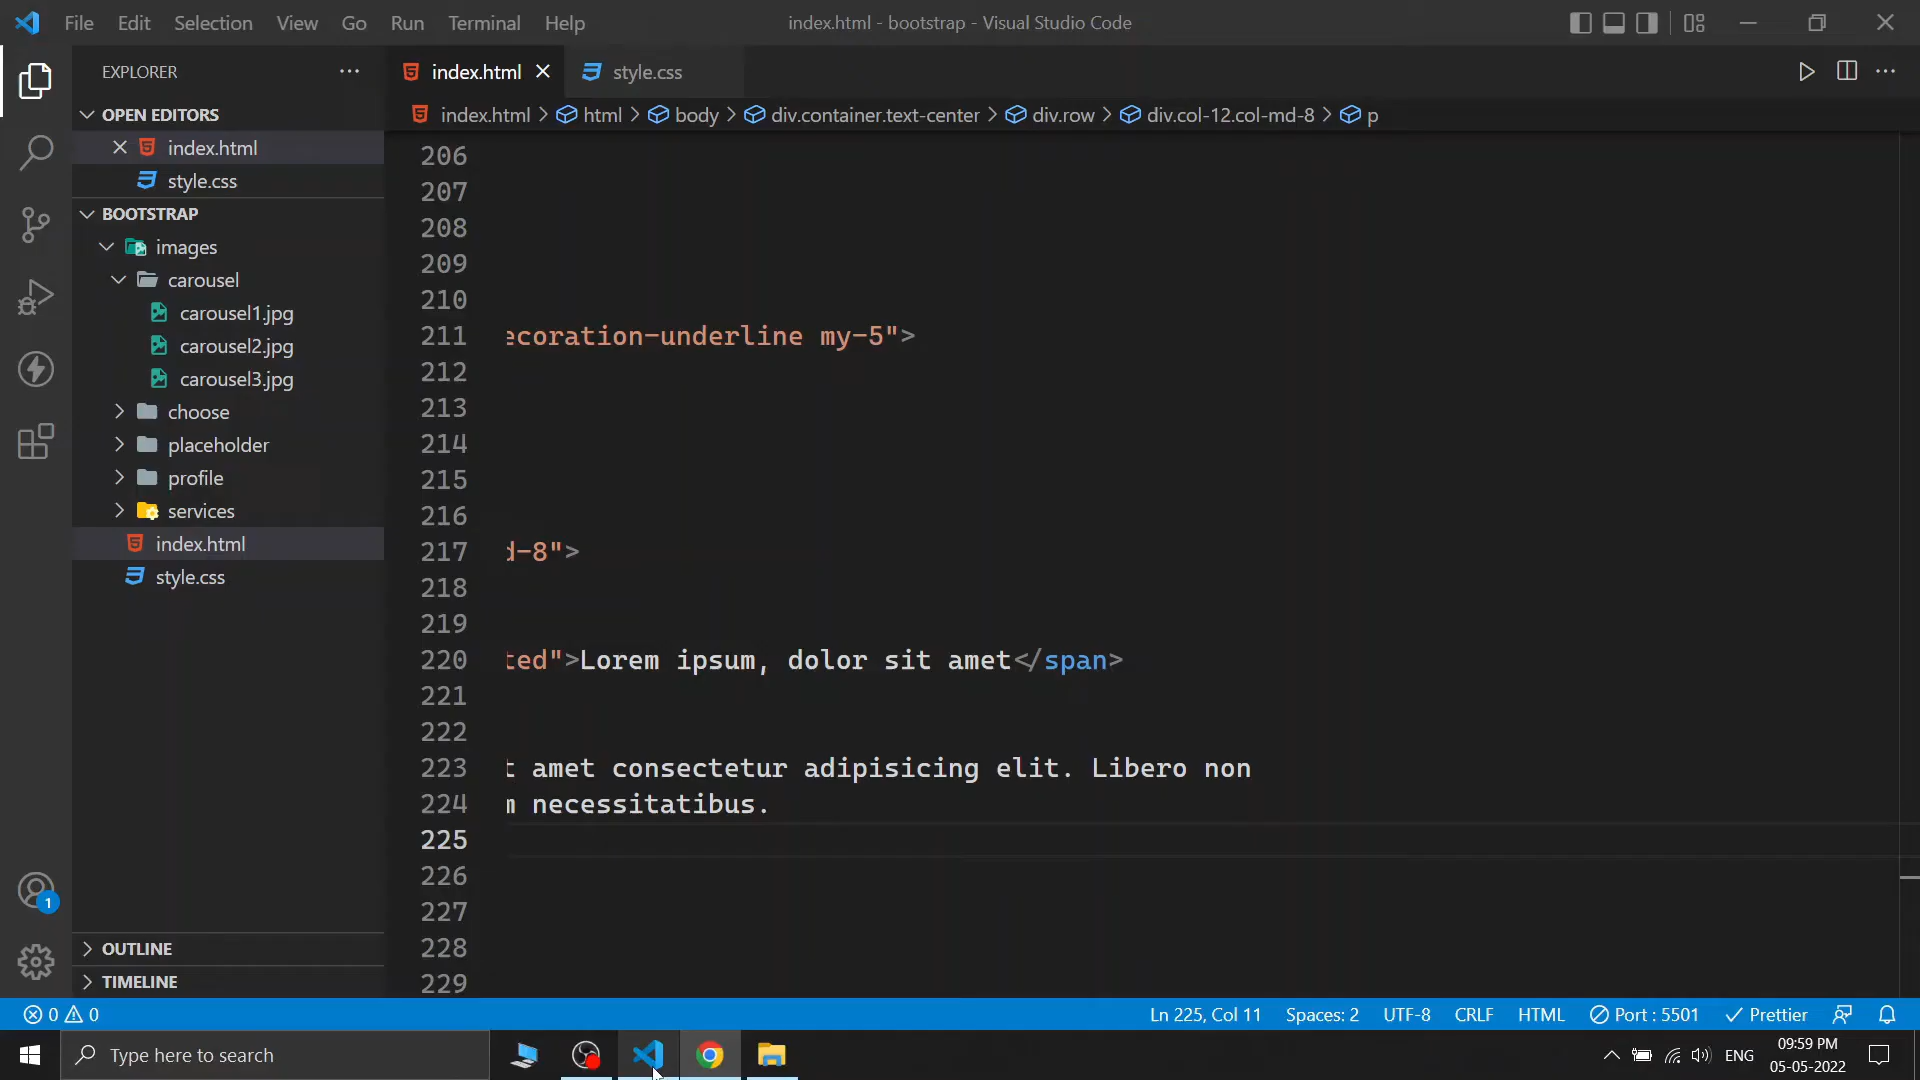 File Edit Selection View Go Run Terminal Help
index.html - bootstrap - Visual Studio Code
EXPLORER
index.html
style.css
index.html > html > body > div.container.text-center > div.row > div.col-12.col-md-8 > p
OPEN EDITORS
index.html
style.css
BOOTSTRAP
images
carousel
carousel1.jpg
carousel2.jpg
carousel3.jpg
choose
placeholder
profile
services
index.html
style.css
OUTLINE
TIMELINE
206
207
208
209
210
211 ecoration-underline my-5">
212
213
214
215
216
217 d-8">
218
219
220 ted">Lorem ipsum, dolor sit amet</span>
221
222
223 t amet consectetur adipisicing elit. Libero non
224 m necessitatibus.
225
226
227
228
229
1
0 0
Ln 225, Col 11 Spaces: 2 UTF-8 CRLF HTML Port : 5501 Prettier
Type here to search
ENG
09:59 PM
05-05-2022